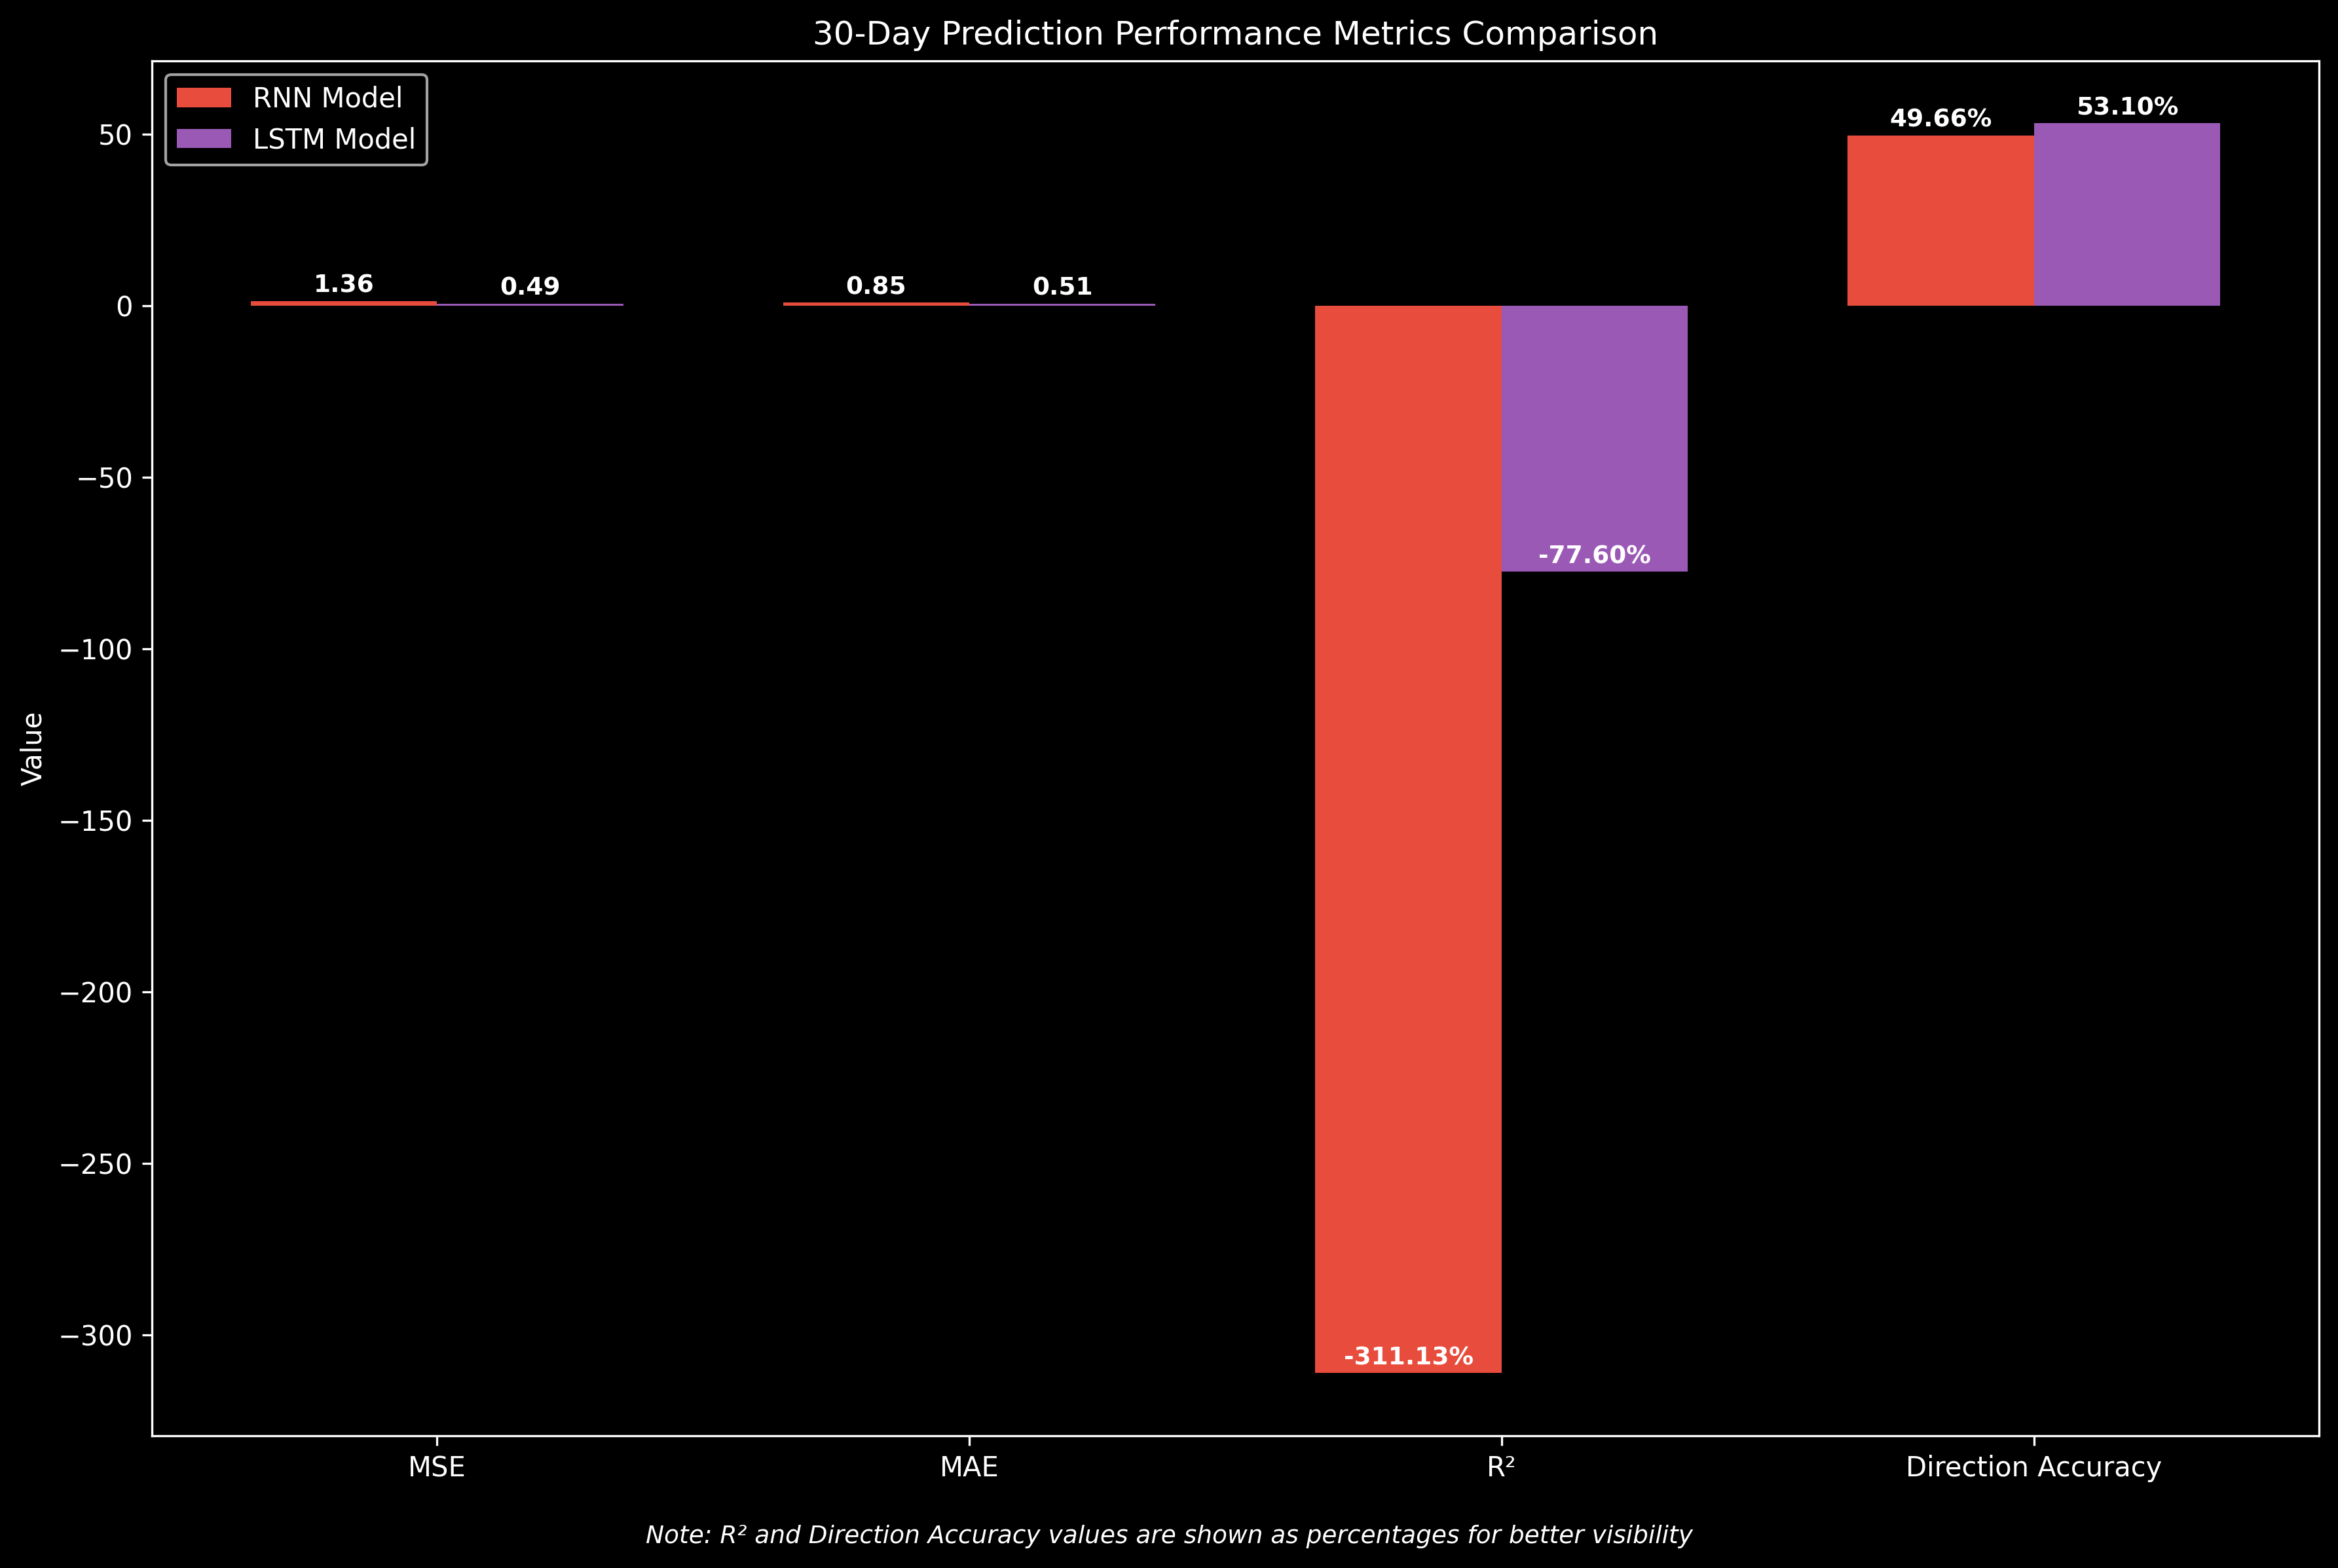 30-Day Prediction Performance Metrics Comparison
RNN Model
LSTM Model
50
0
−50
−100
−150
−200
−250
−300
Value
1.36
0.49
0.85
0.51
-311.13%
-77.60%
49.66%
53.10%
MSE
MAE
R²
Direction Accuracy
Note: R² and Direction Accuracy values are shown as percentages for better visibility